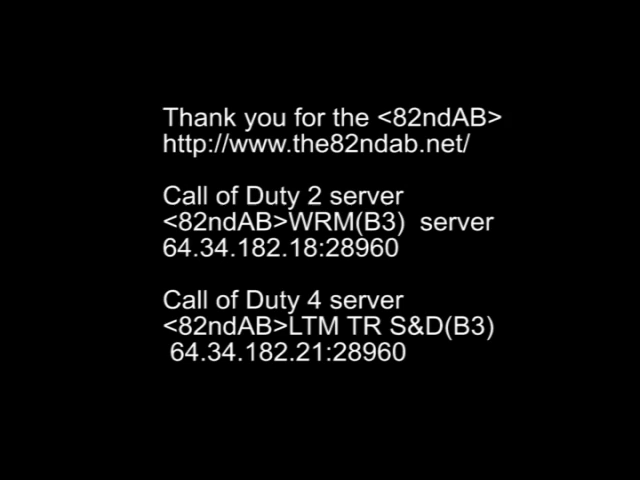 Thank you for the <82ndAB>
http://www.the82ndab.net/
Call of Duty 2 server
<82ndAB>WRM(B3)  server
64.34.182.18:28960
Call of Duty 4 server
<82ndAB>LTM TR S&D(B3)
64.34.182.21:28960